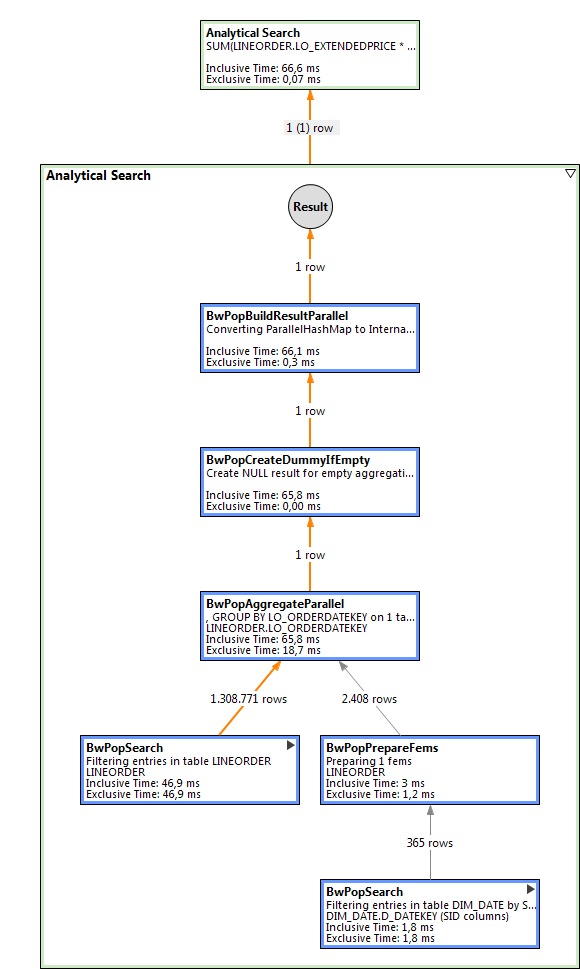 Analytical Search
SUM(LINEORDER.LO_EXTENDEDPRICE * ...
Inclusive Time: 66,6 ms
Exclusive Time: 0,07 ms
1 (1) row
Analytical Search
Result
1 row
BwPopBuildResultParallel
Converting ParallelHashMap to Interna...
Inclusive Time: 66,1 ms
Exclusive Time: 0,3 ms
1 row
BwPopCreateDummyIfEmpty
Create NULL result for empty aggregati...
Inclusive Time: 65,8 ms
Exclusive Time: 0,00 ms
1 row
BwPopAggregateParallel
, GROUP BY LO_ORDERDATEKEY on 1 ta...
LINEORDER.LO_ORDERDATEKEY
Inclusive Time: 65,8 ms
Exclusive Time: 18,7 ms
1.308.771 rows
2.408 rows
BwPopSearch
Filtering entries in table LINEORDER
LINEORDER
Inclusive Time: 46,9 ms
Exclusive Time: 46,9 ms
BwPopPrepareFems
Preparing 1 fems
LINEORDER
Inclusive Time: 3 ms
Exclusive Time: 1,2 ms
365 rows
BwPopSearch
Filtering entries in table DIM_DATE by S...
DIM_DATE.D_DATEKEY (SID columns)
Inclusive Time: 1,8 ms
Exclusive Time: 1,8 ms